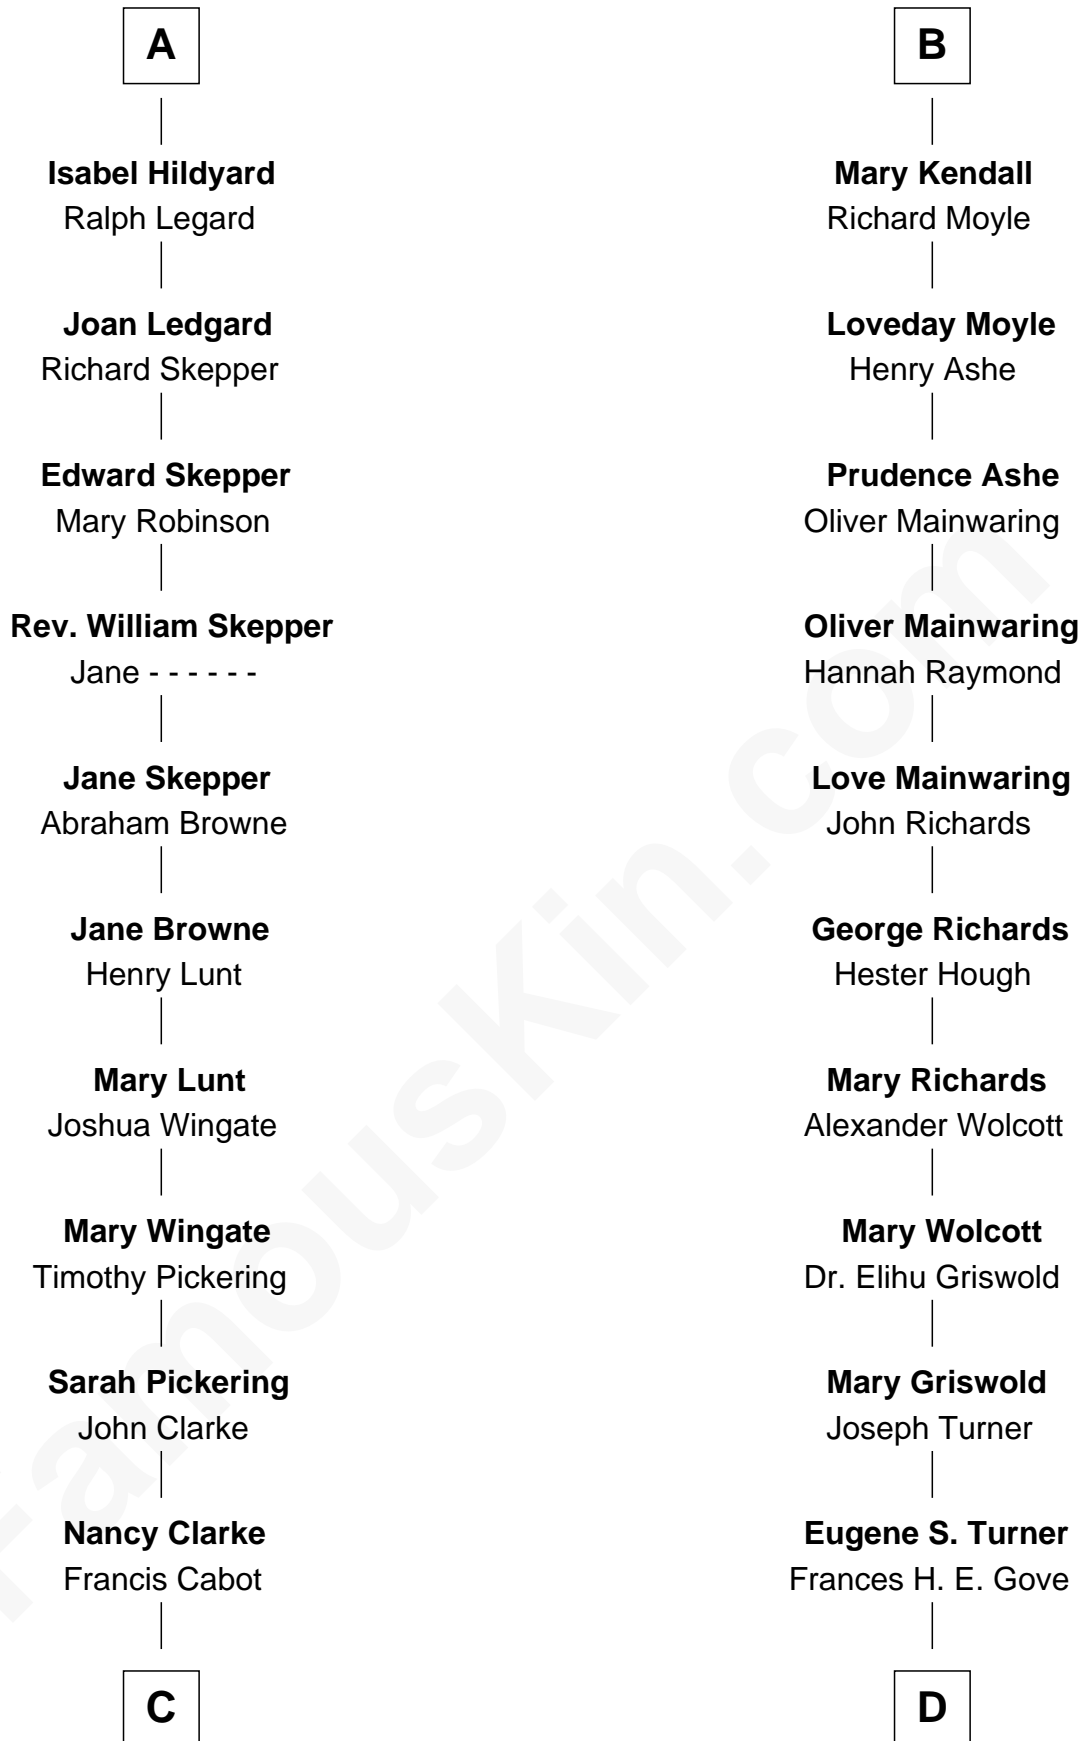 A
Isabel Hildyard
Ralph Legard
Joan Ledgard
Richard Skepper
Edward Skepper
Mary Robinson
Rev. William Skepper
Jane - - - - - -
Jane Skepper
Abraham Browne
Jane Browne
Henry Lunt
Mary Lunt
Joshua Wingate
Mary Wingate
Timothy Pickering
Sarah Pickering
John Clarke
Nancy Clarke
Francis Cabot
C
B
Mary Kendall
Richard Moyle
Loveday Moyle
Henry Ashe
Prudence Ashe
Oliver Mainwaring
Oliver Mainwaring
Hannah Raymond
Love Mainwaring
John Richards
George Richards
Hester Hough
Mary Richards
Alexander Wolcott
Mary Wolcott
Dr. Elihu Griswold
Mary Griswold
Joseph Turner
Eugene S. Turner
Frances H. E. Gove
D
FamousKin.com